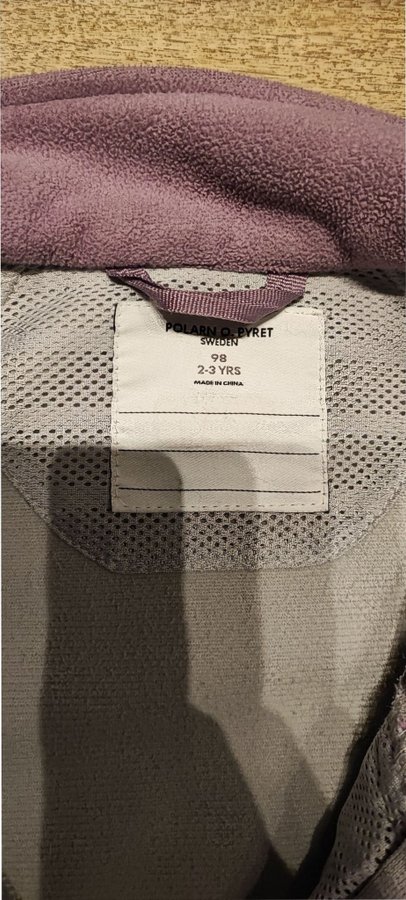 POLARN O. PYRET
SWEDEN
98
2-3 YRS
MADE IN CHINA